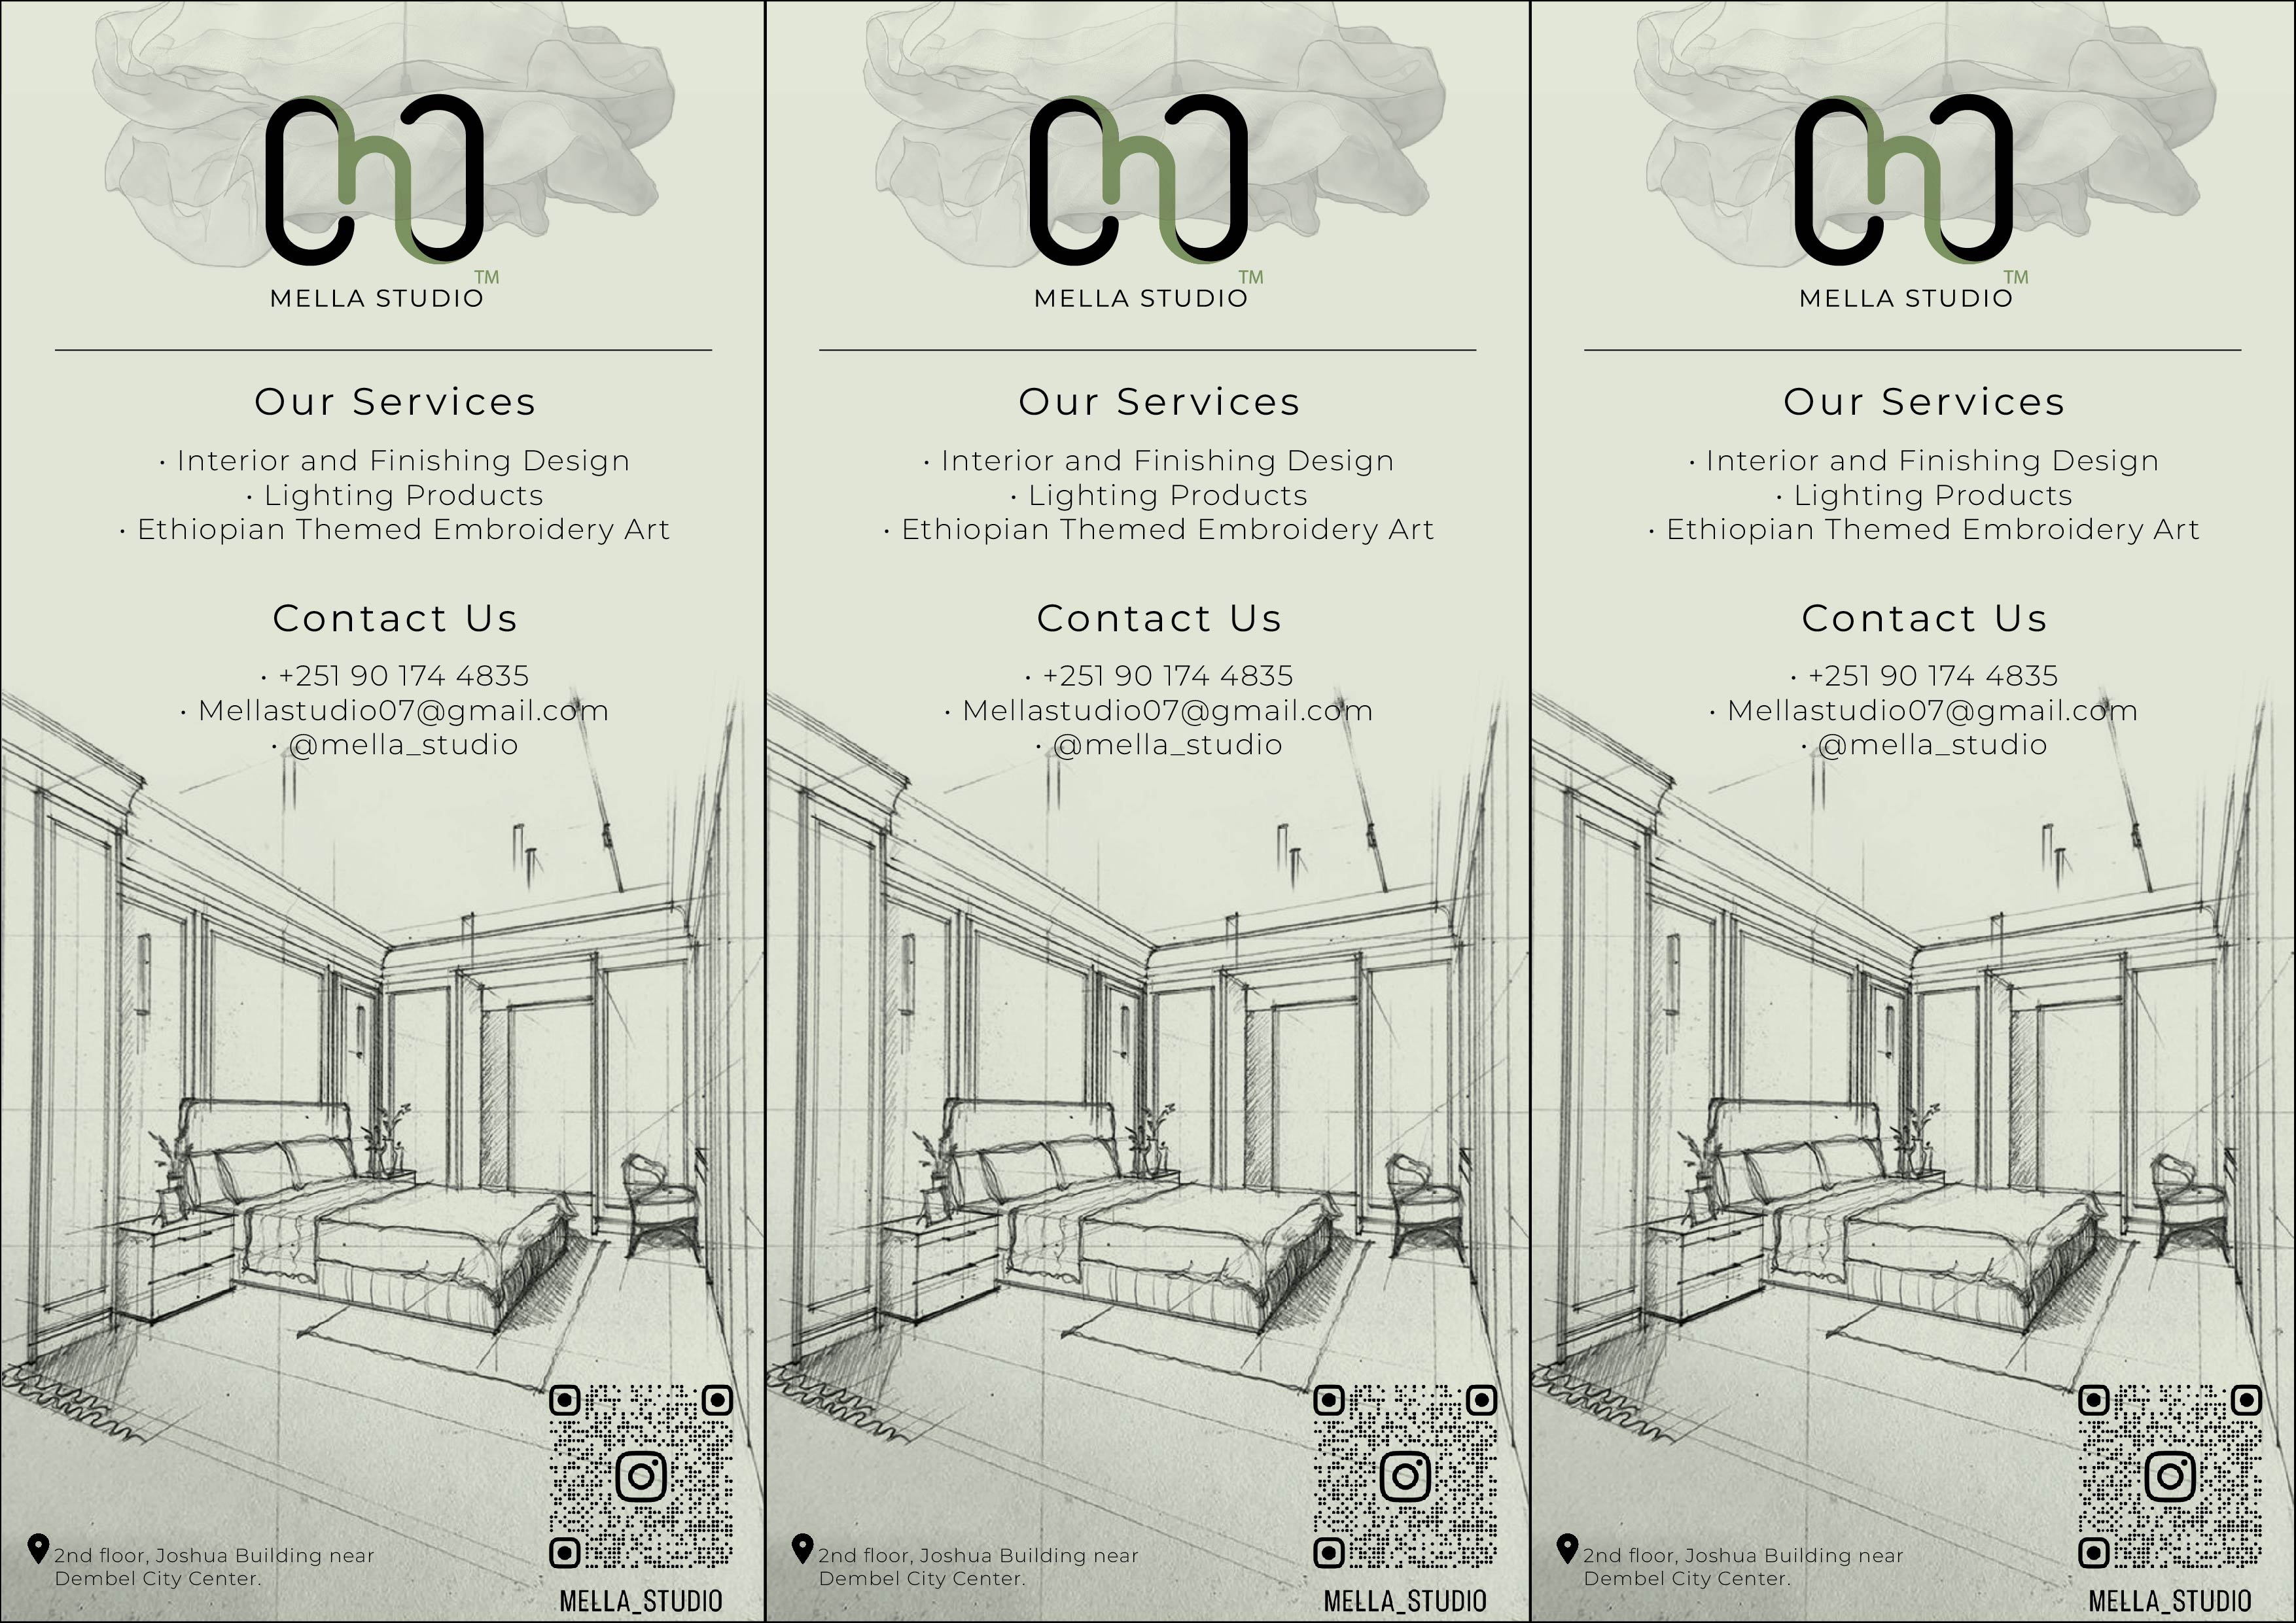 TM
MELLA STUDIO
Our Services
· Interior and Finishing Design
· Lighting Products
· Ethiopian Themed Embroidery Art
Contact Us
· +251 90 174 4835
· Mellastudio07@gmail.com
· @mella_studio
2nd floor, Joshua Building near
Dembel City Center.
MELLA_STUDIO
TM
MELLA STUDIO
Our Services
· Interior and Finishing Design
· Lighting Products
· Ethiopian Themed Embroidery Art
Contact Us
· +251 90 174 4835
· Mellastudio07@gmail.com
· @mella_studio
2nd floor, Joshua Building near
Dembel City Center.
MELLA_STUDIO
TM
MELLA STUDIO
Our Services
· Interior and Finishing Design
· Lighting Products
· Ethiopian Themed Embroidery Art
Contact Us
· +251 90 174 4835
· Mellastudio07@gmail.com
· @mella_studio
2nd floor, Joshua Building near
Dembel City Center.
MELLA_STUDIO